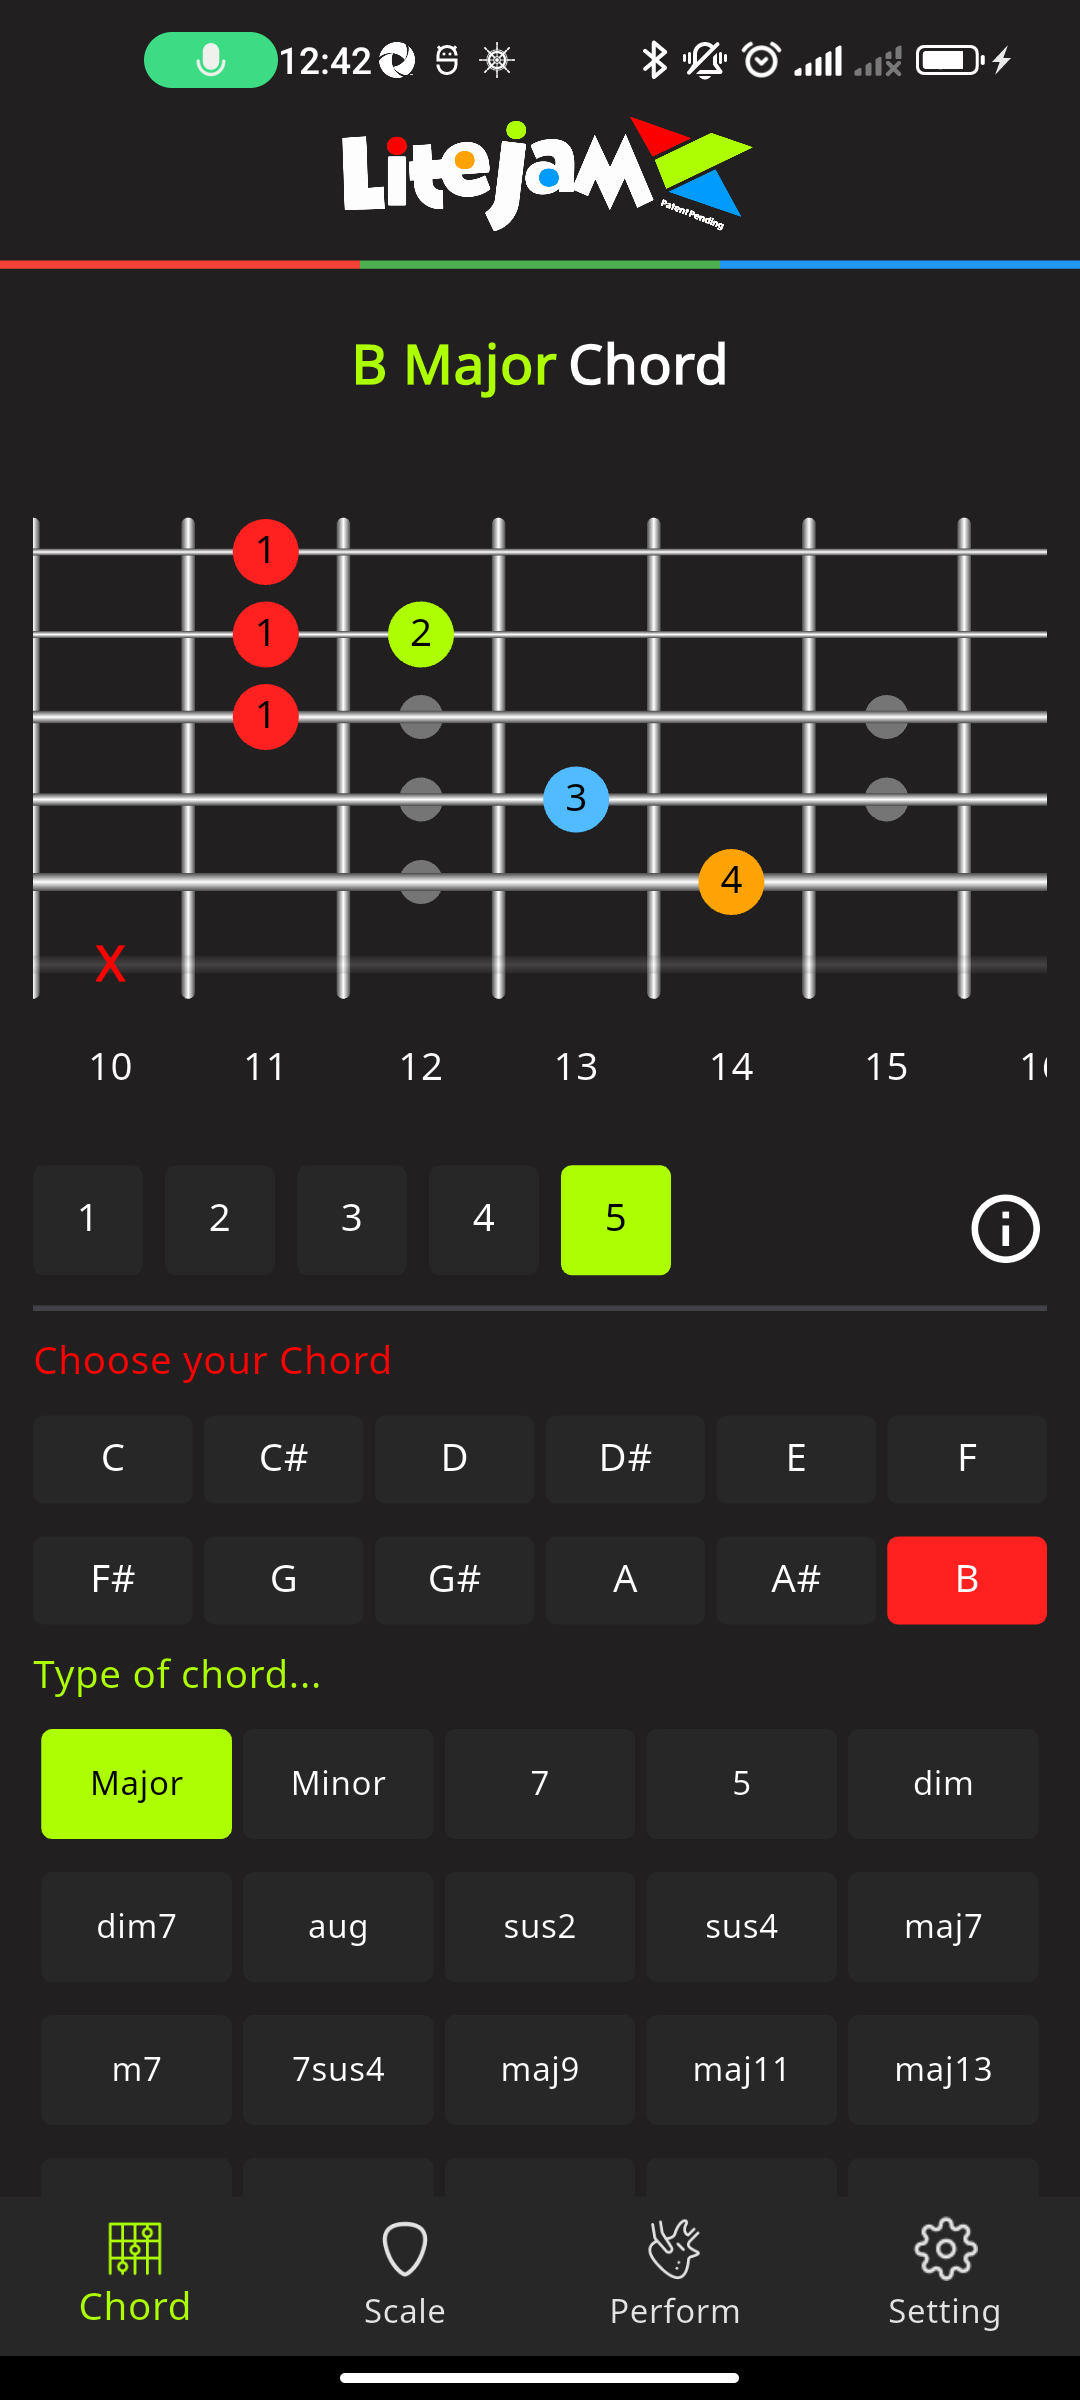 12:42
Litejam
Patent Pending
B Major Chord
1
1 2
1
3
4
X
10 11 12 13 14 15
1 2 3 4 5
Choose your Chord
C C# D D# E F
F# G G# A A# B
Type of chord...
Major Minor 7 5 dim
dim7 aug sus2 sus4 maj7
m7 7sus4 maj9 maj11 maj13
Chord Scale Perform Setting